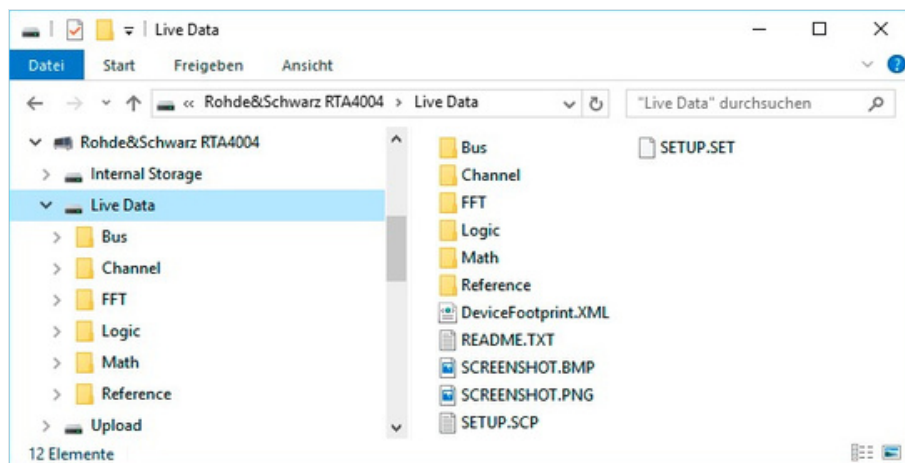 Live Data
Datei Start Freigeben Ansicht
« Rohde&Schwarz RTA4004 > Live Data "Live Data" durchsuchen
Rohde&Schwarz RTA4004
Internal Storage
Live Data
Bus
Channel
FFT
Logic
Math
Reference
Upload
Bus
Channel
FFT
Logic
Math
Reference
DeviceFootprint.XML
README.TXT
SCREENSHOT.BMP
SCREENSHOT.PNG
SETUP.SCP
SETUP.SET
12 Elemente